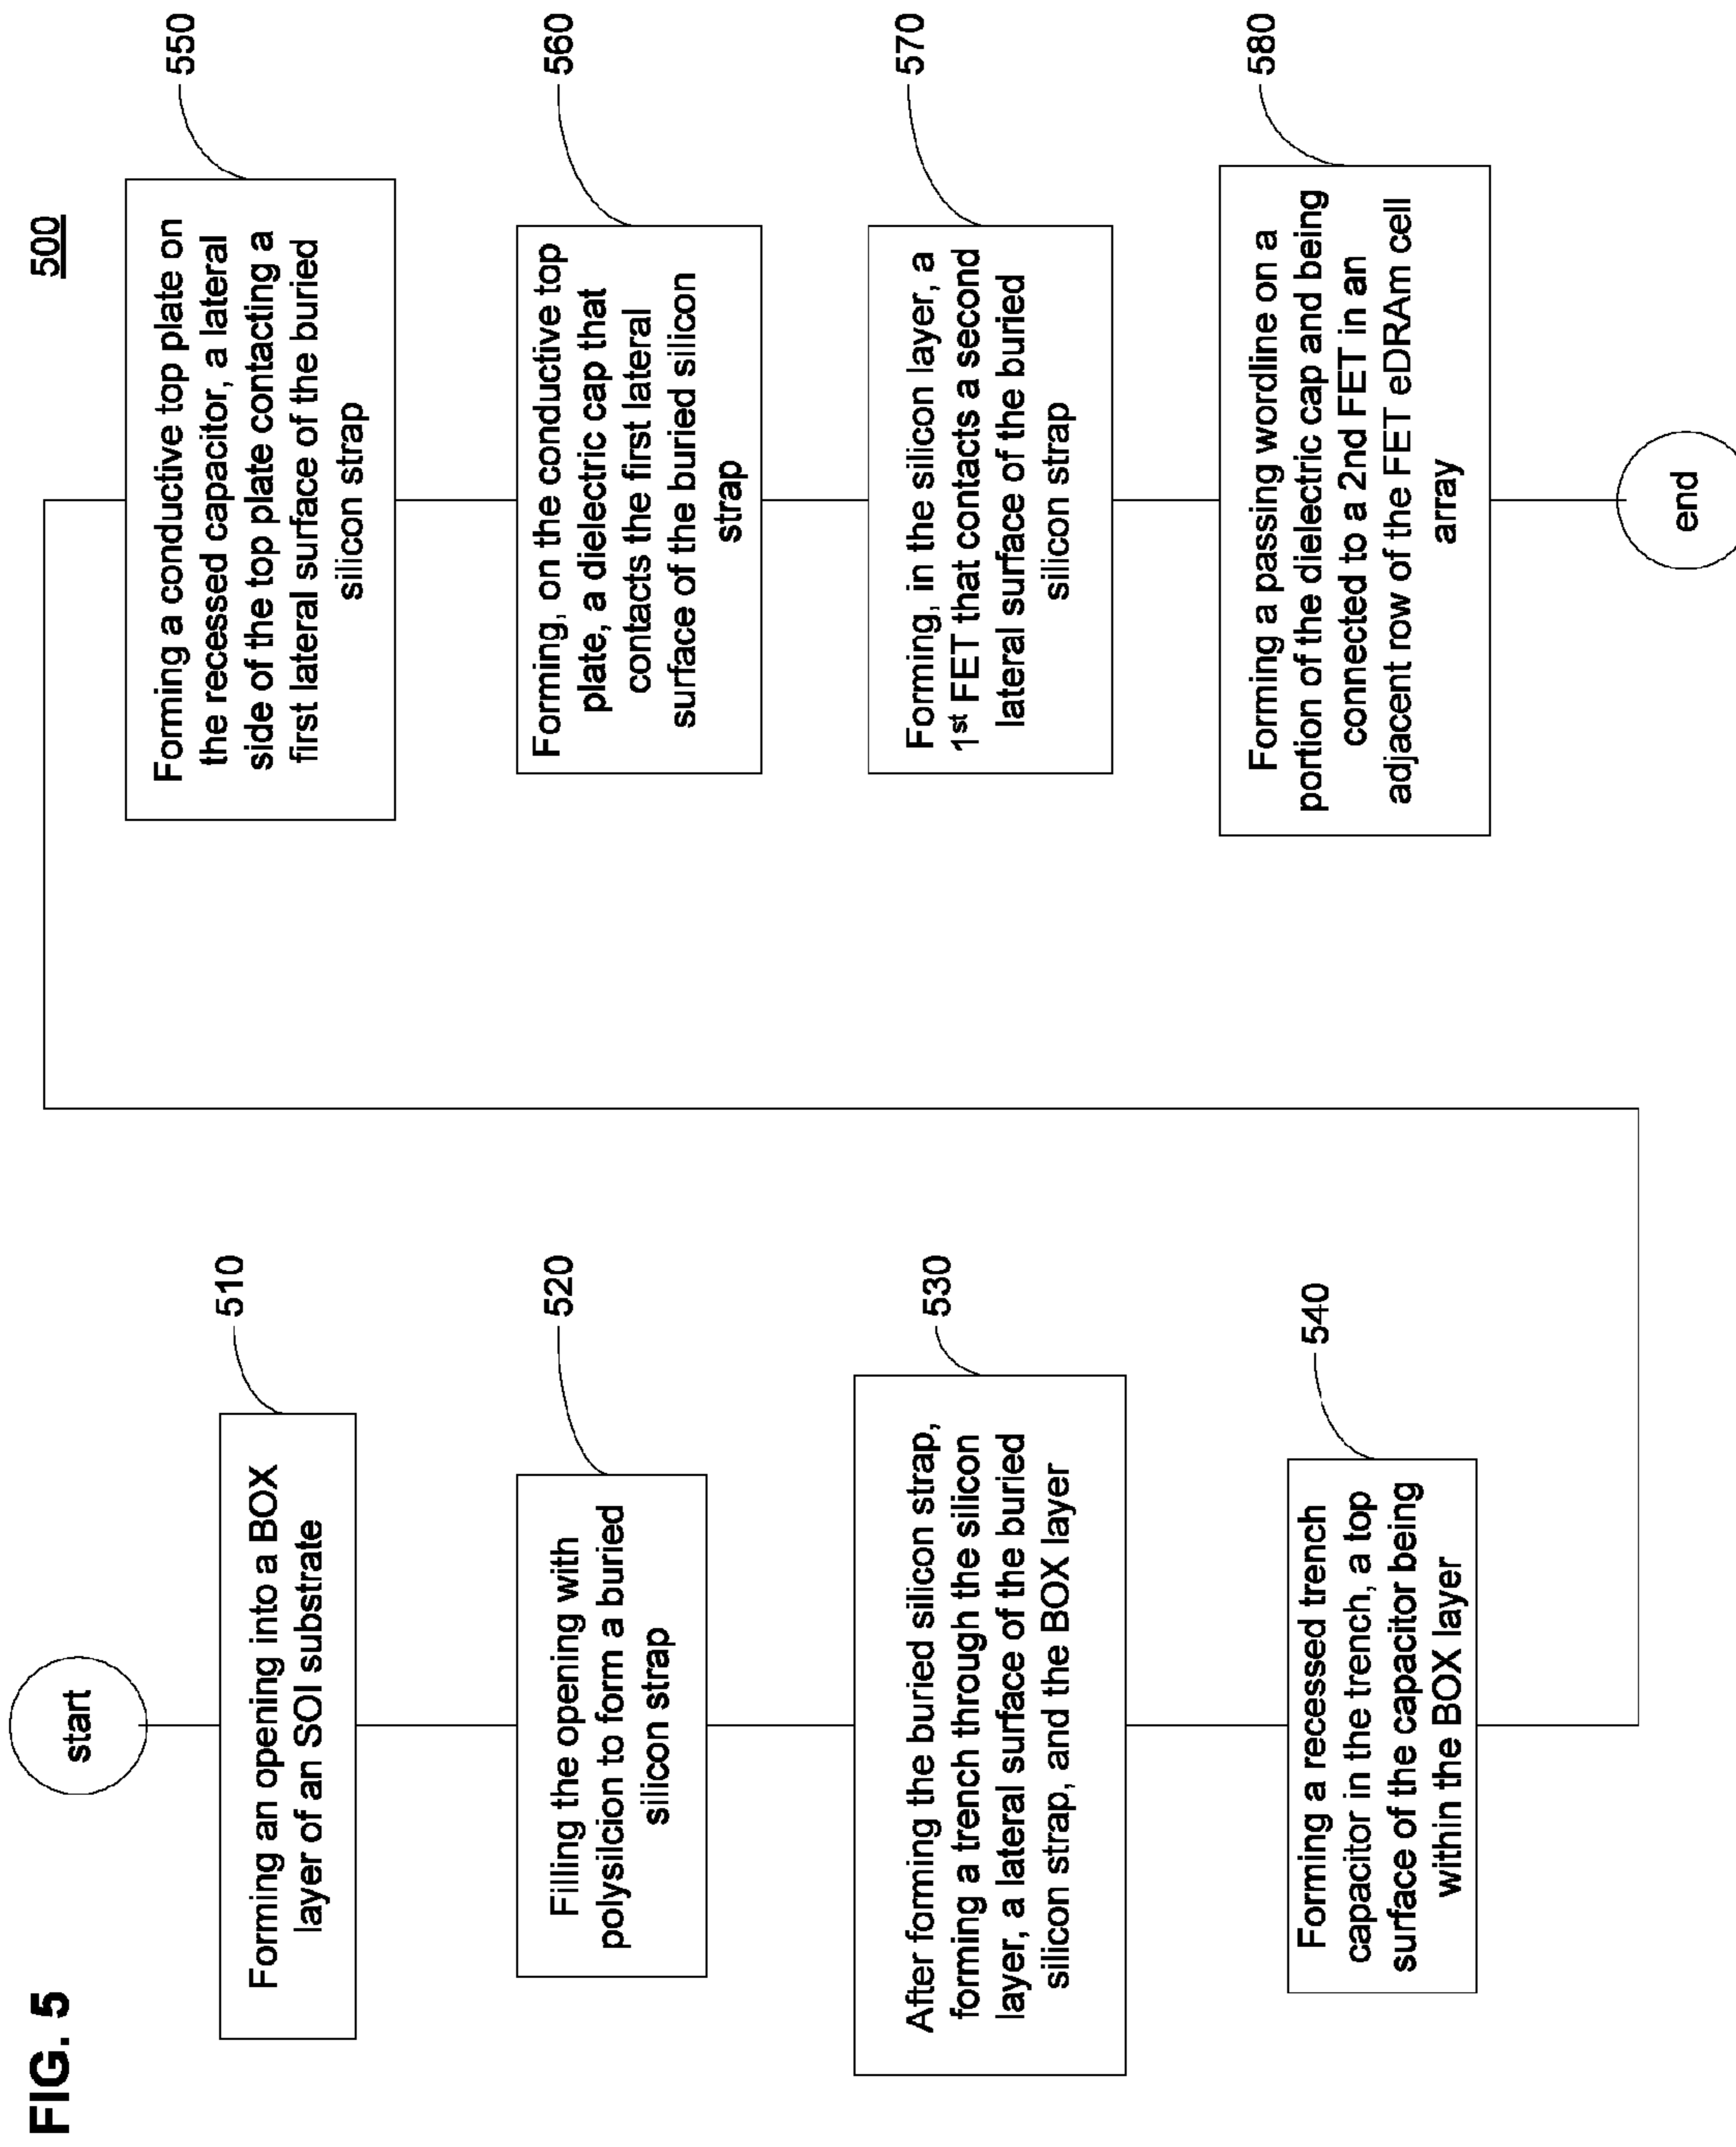 FIG. 5
500
start
510
Forming an opening into a BOX
layer of an SOI substrate
520
Filling the opening with
polysilcion to form a buried
silicon strap
530
After forming the buried silicon strap,
forming a trench through the silicon
layer, a lateral surface of the buried
silicon strap, and the BOX layer
540
Forming a recessed trench
capacitor in the trench, a top
surface of the capacitor being
within the BOX layer
550
Forming a conductive top plate on
the recessed capacitor, a lateral
side of the top plate contacting a
first lateral surface of the buried
silicon strap
560
Forming, on the conductive top
plate, a dielectric cap that
contacts the first lateral
surface of the buried silicon
strap
570
Forming, in the silicon layer, a
1st FET that contacts a second
lateral surface of the buried
silicon strap
580
Forming a passing wordline on a
portion of the dielectric cap and being
connected to a 2nd FET in an
adjacent row of the FET eDRAm cell
array
end